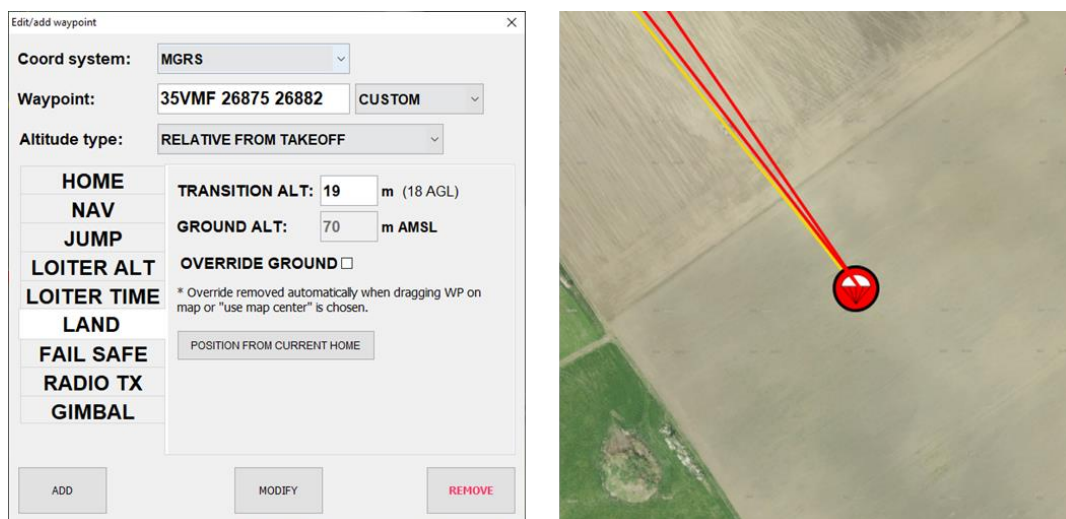 Edit/add waypoint
Coord system: MGRS
Waypoint: 35VMF 26875 26882 CUSTOM
Altitude type: RELATIVE FROM TAKEOFF
HOME
NAV
JUMP
LOITER ALT
LOITER TIME
LAND
FAIL SAFE
RADIO TX
GIMBAL
TRANSITION ALT: 19 m (18 AGL)
GROUND ALT: 70 m AMSL
OVERRIDE GROUND
* Override removed automatically when dragging WP on
map or "use map center" is chosen.
POSITION FROM CURRENT HOME
ADD MODIFY REMOVE